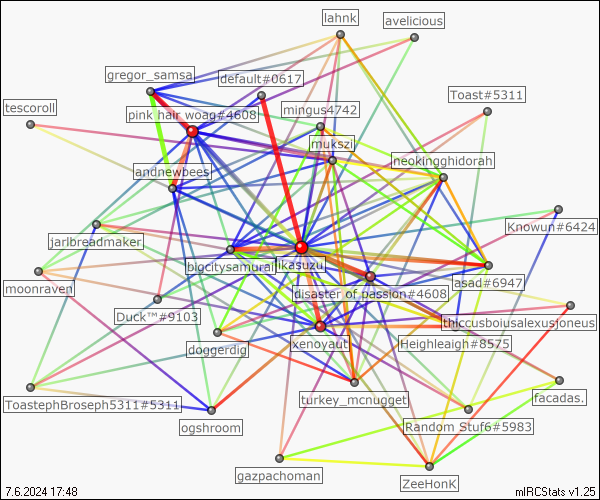 lahnk
avelicious
gregor_samsa
default#0617
Toast#5311
tescoroll
pink hair woag#4608
mingus4742
mukszi
neokingghidorah
andnewbees
Knowun#6424
jarlbreadmaker
bigcitysamurai
ikasuzu
asad#6947
moonraven
disaster of passion#4608
Duck™#9103
thiccusboiusalexusjoneus
doggerdig
xenoyaut
Heighleaigh#8575
ToastephBroseph5311#5311
turkey_mcnugget
facadas.
ogshroom
Random Stuf6#5983
gazpachoman
ZeeHonK
7.6.2024 17:48
mIRCStats v1.25